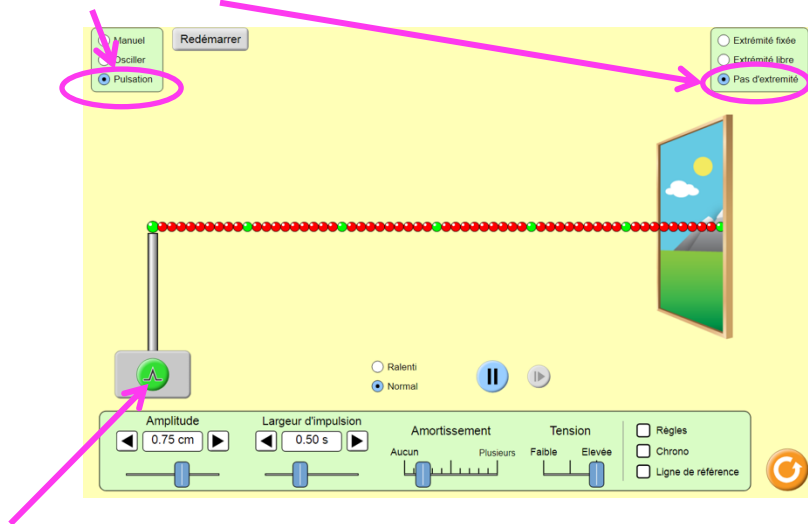 Manuel
Osciller
Pulsation
Redémarrer
Extrémité fixée
Extrémité libre
Pas d'extremité
Ralenti
Normal
Amplitude
0.75 cm
Largeur d'impulsion
0.50 s
Amortissement
Aucun
Plusieurs
Tension
Faible
Elevée
Règles
Chrono
Ligne de référence